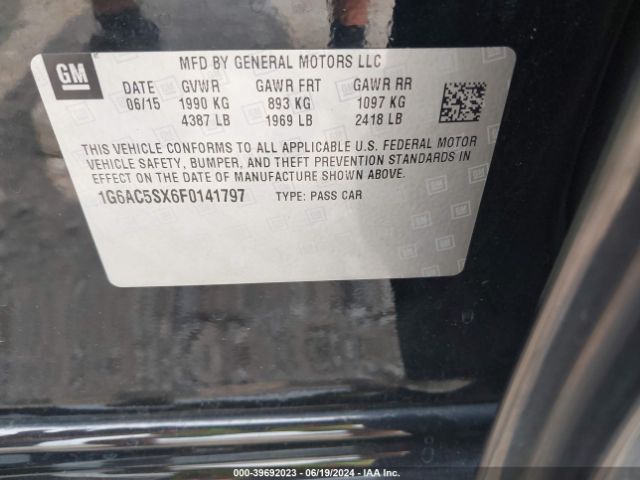 GM
MFD BY GENERAL MOTORS LLC
DATE GVWR GAWR FRT GAWR RR
06/15 1990 KG 893 KG 1097 KG
4387 LB 1969 LB 2418 LB
THIS VEHICLE CONFORMS TO ALL APPLICABLE U.S. FEDERAL MOTOR
VEHICLE SAFETY, BUMPER, AND THEFT PREVENTION STANDARDS IN
EFFECT ON THE DATE OF MANUFACTURE SHOWN ABOVE.
1G6AC5SX6F0141797 TYPE: PASS CAR
000-39692023 - 06/19/2024 - IAA Inc.